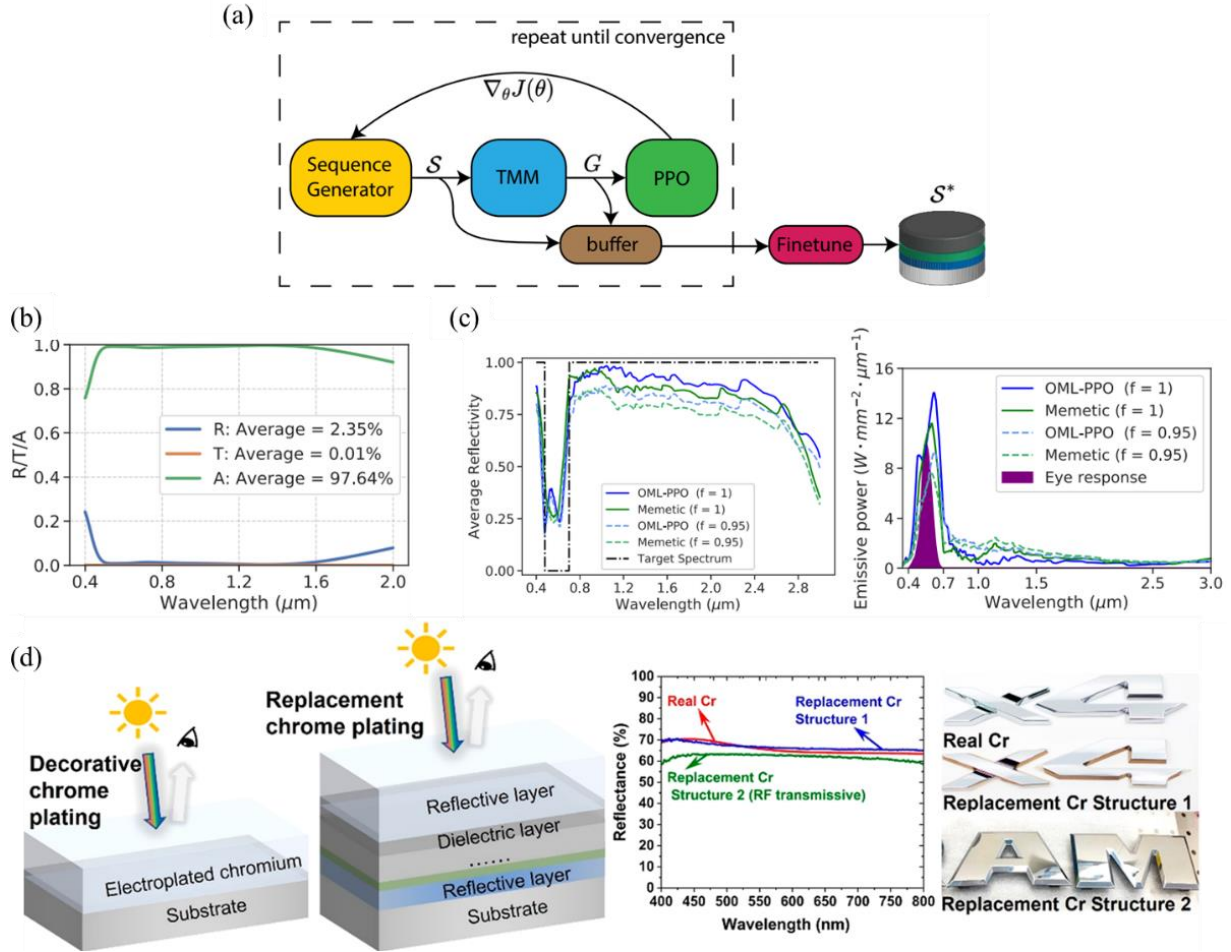 (a)
repeat until convergence
∇θJ(θ)
Sequence
Generator
S
TMM
G
PPO
buffer
Finetune
S*
(b)
R/T/A
1.0
0.8
0.6
0.4
0.2
0.0
R: Average = 2.35%
T: Average = 0.01%
A: Average = 97.64%
0.4
0.8
1.2
1.6
2.0
Wavelength (μm)
(c)
Average Reflectivity
1.00
0.75
0.50
0.25
0.00
OML-PPO (f = 1)
Memetic (f = 1)
OML-PPO (f = 0.95)
Memetic (f = 0.95)
Target Spectrum
0.4
0.8
1.2
1.6
2.0
2.4
2.8
Wavelength (μm)
Emissive power (W · mm⁻² · μm⁻¹)
16
12
8
4
0
OML-PPO (f = 1)
Memetic (f = 1)
OML-PPO (f = 0.95)
Memetic (f = 0.95)
Eye response
0.4
0.7
1.0
1.5
2.5
3.0
Wavelength (μm)
(d)
Decorative
chrome
plating
Electroplated chromium
Substrate
Replacement
chrome plating
Reflective layer
Dielectric layer
......
Reflective layer
Substrate
Reflectance (%)
100
90
80
70
60
50
40
30
20
10
0
Real Cr
Replacement Cr
Structure 1
Replacement Cr
Structure 2 (RF transmissive)
400
450
500
550
600
650
700
750
800
Wavelength (nm)
X4
Real Cr
X4
Replacement Cr Structure 1
AM
Replacement Cr Structure 2